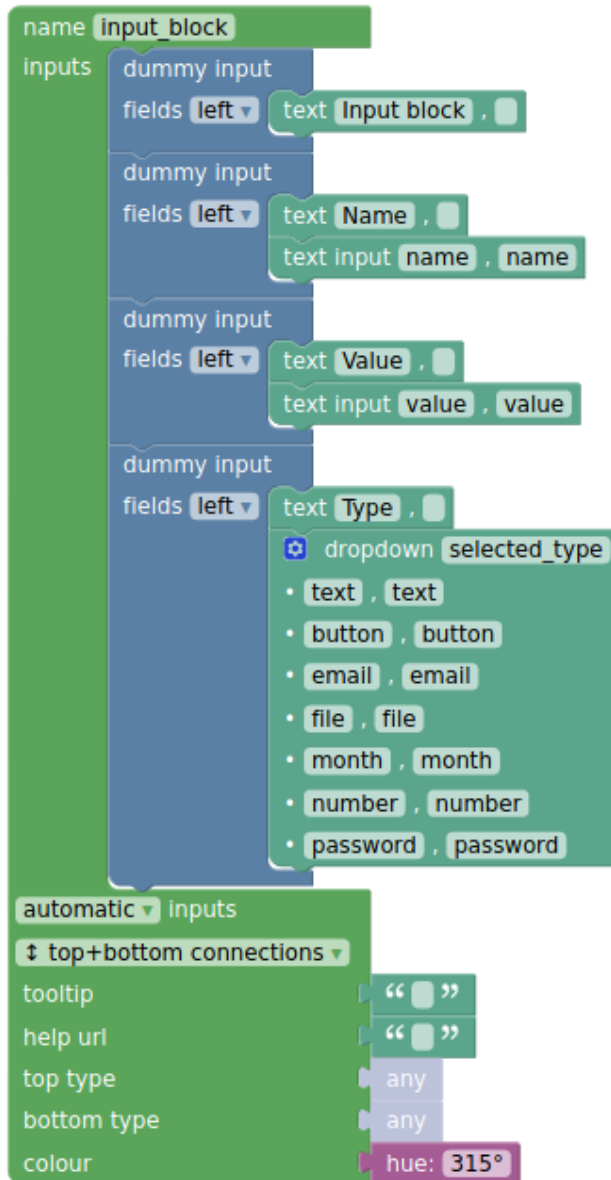 name input_block
inputs dummy input
fields left ▾ text Input block ,
dummy input
fields left ▾ text Name ,
text input name , name
dummy input
fields left ▾ text Value ,
text input value , value
dummy input
fields left ▾ text Type ,
dropdown selected_type
• text , text
• button , button
• email , email
• file , file
• month , month
• number , number
• password , password
automatic ▾ inputs
↕ top+bottom connections ▾
tooltip “ ”
help url “ ”
top type any
bottom type any
colour hue: 315°